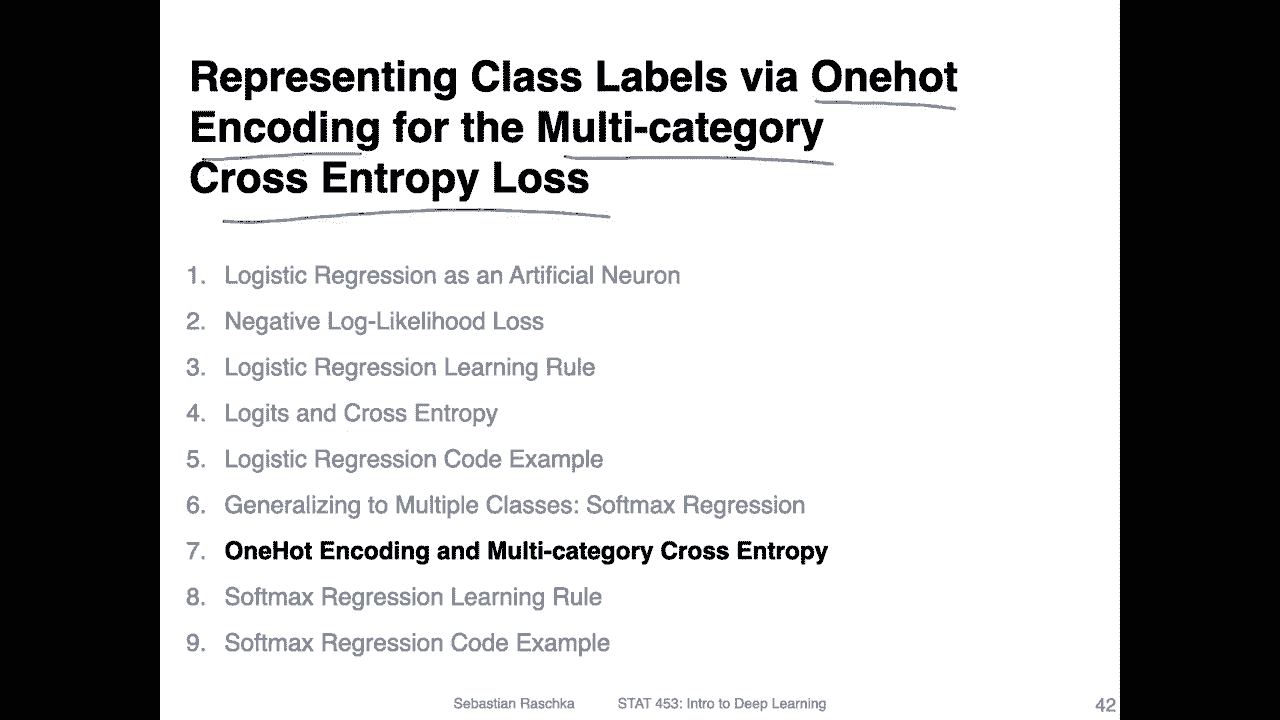 Representing Class Labels via Onehot
Encoding for the Multi-category
Cross Entropy Loss
1. Logistic Regression as an Artificial Neuron
2. Negative Log-Likelihood Loss
3. Logistic Regression Learning Rule
4. Logits and Cross Entropy
5. Logistic Regression Code Example
6. Generalizing to Multiple Classes: Softmax Regression
7. OneHot Encoding and Multi-category Cross Entropy
8. Softmax Regression Learning Rule
9. Softmax Regression Code Example
Sebastian Raschka STAT 453: Intro to Deep Learning 42